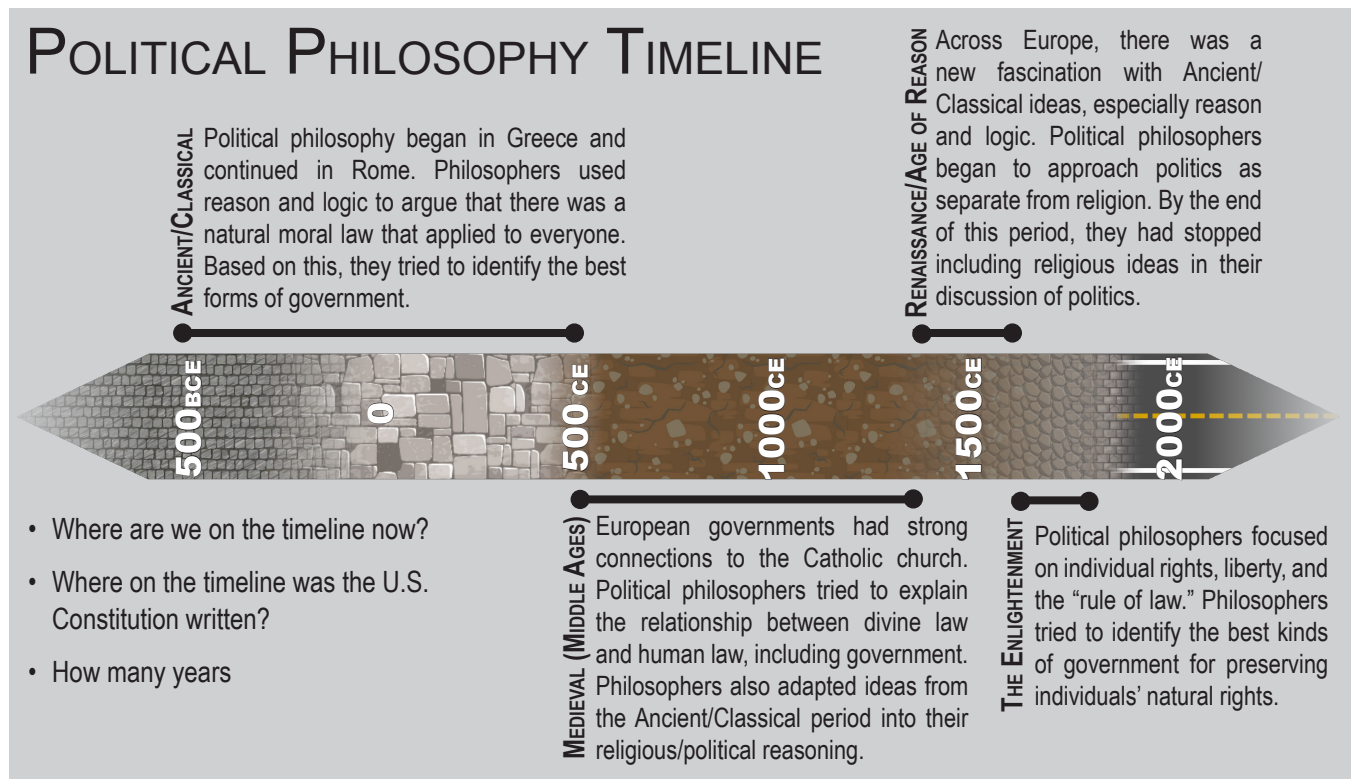 Political Philosophy Timeline
Ancient/Classical
Political philosophy began in Greece and
continued in Rome. Philosophers used
reason and logic to argue that there was a
natural moral law that applied to everyone.
Based on this, they tried to identify the best
forms of government.
Renaissance/Age of Reason
Across Europe, there was a
new fascination with Ancient/
Classical ideas, especially reason
and logic. Political philosophers
began to approach politics as
separate from religion. By the end
of this period, they had stopped
including religious ideas in their
discussion of politics.
500BCE
0
500 CE
1000CE
1500CE
2000CE
• Where are we on the timeline now?
• Where on the timeline was the U.S.
Constitution written?
• How many years
Medieval (Middle Ages)
European governments had strong
connections to the Catholic church.
Political philosophers tried to explain
the relationship between divine law
and human law, including government.
Philosophers also adapted ideas from
the Ancient/Classical period into their
religious/political reasoning.
The Enlightenment
Political philosophers focused
on individual rights, liberty, and
the “rule of law.” Philosophers
tried to identify the best kinds
of government for preserving
individuals’ natural rights.